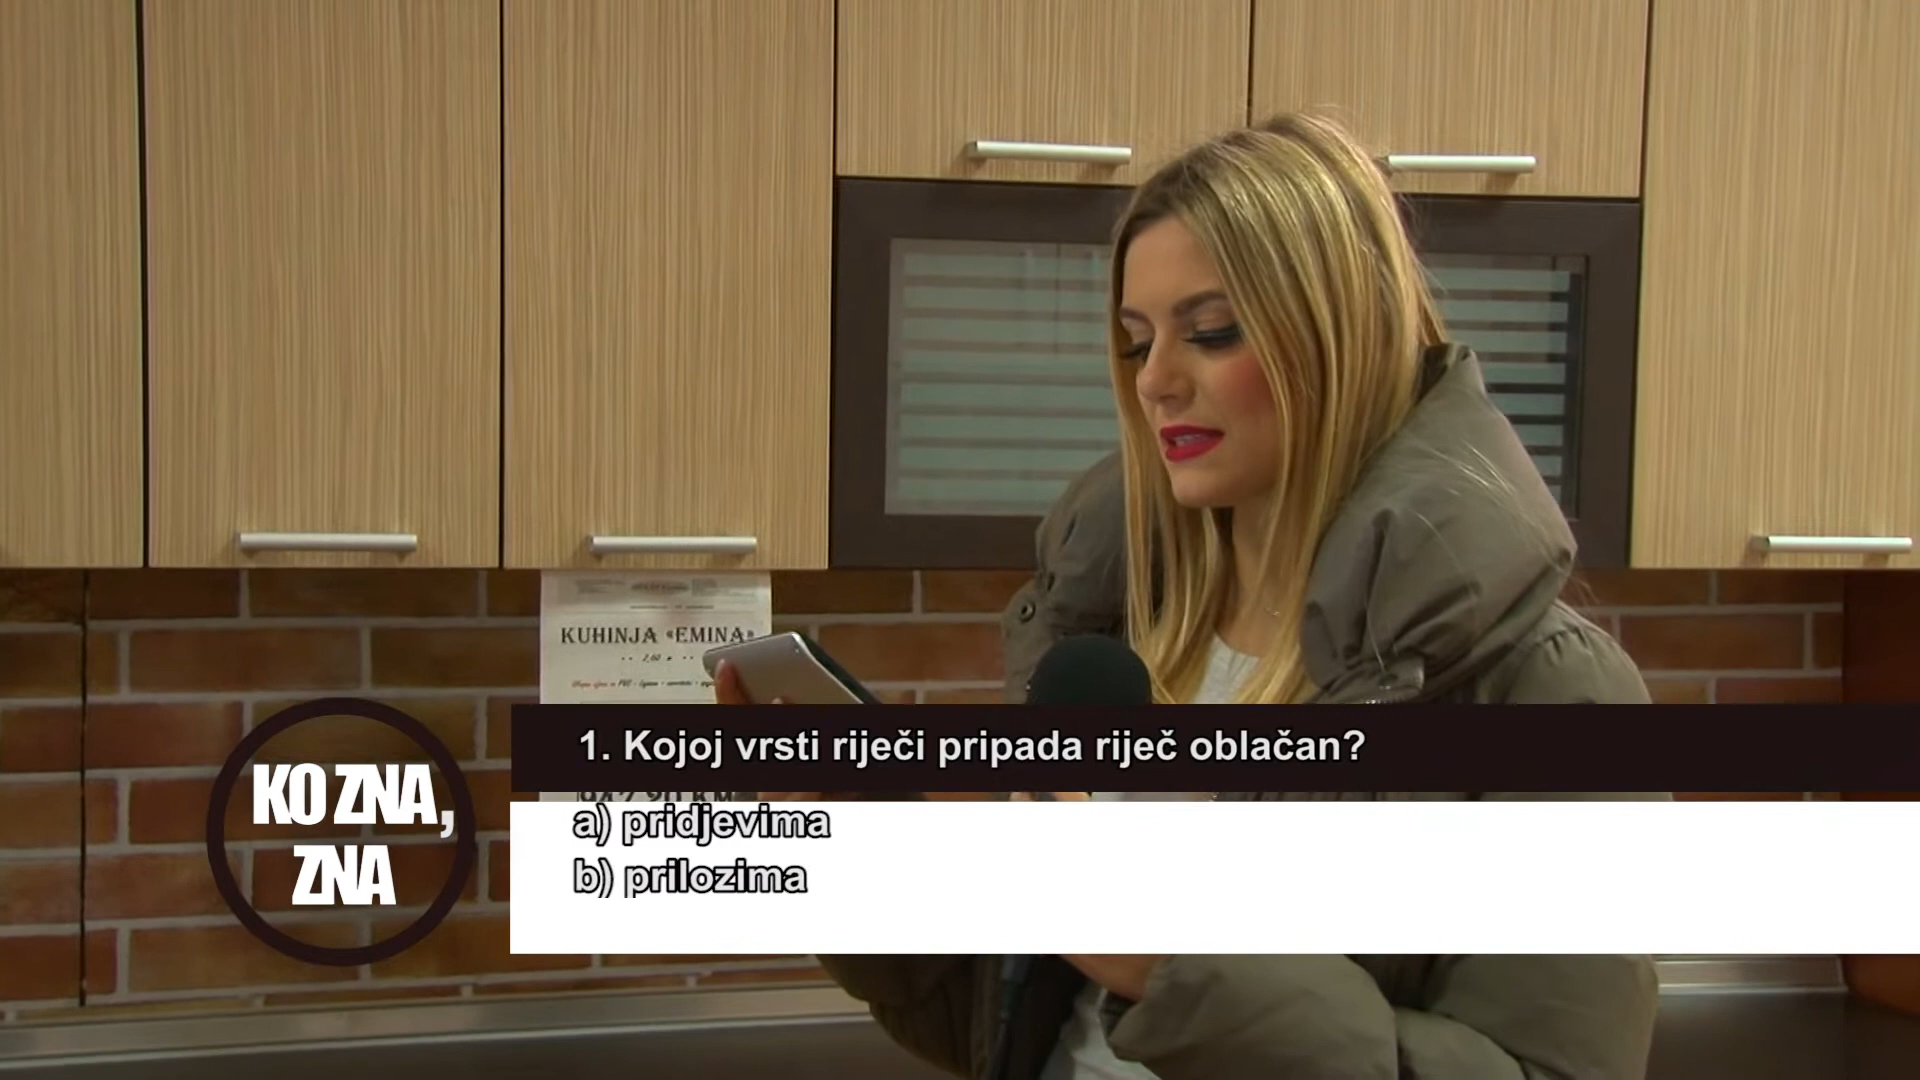 KUHINJA «EMINA»
1. Kojoj vrsti riječi pripada riječ oblačan?
a) pridjevima
b) prilozima
KO ZNA,
ZNA